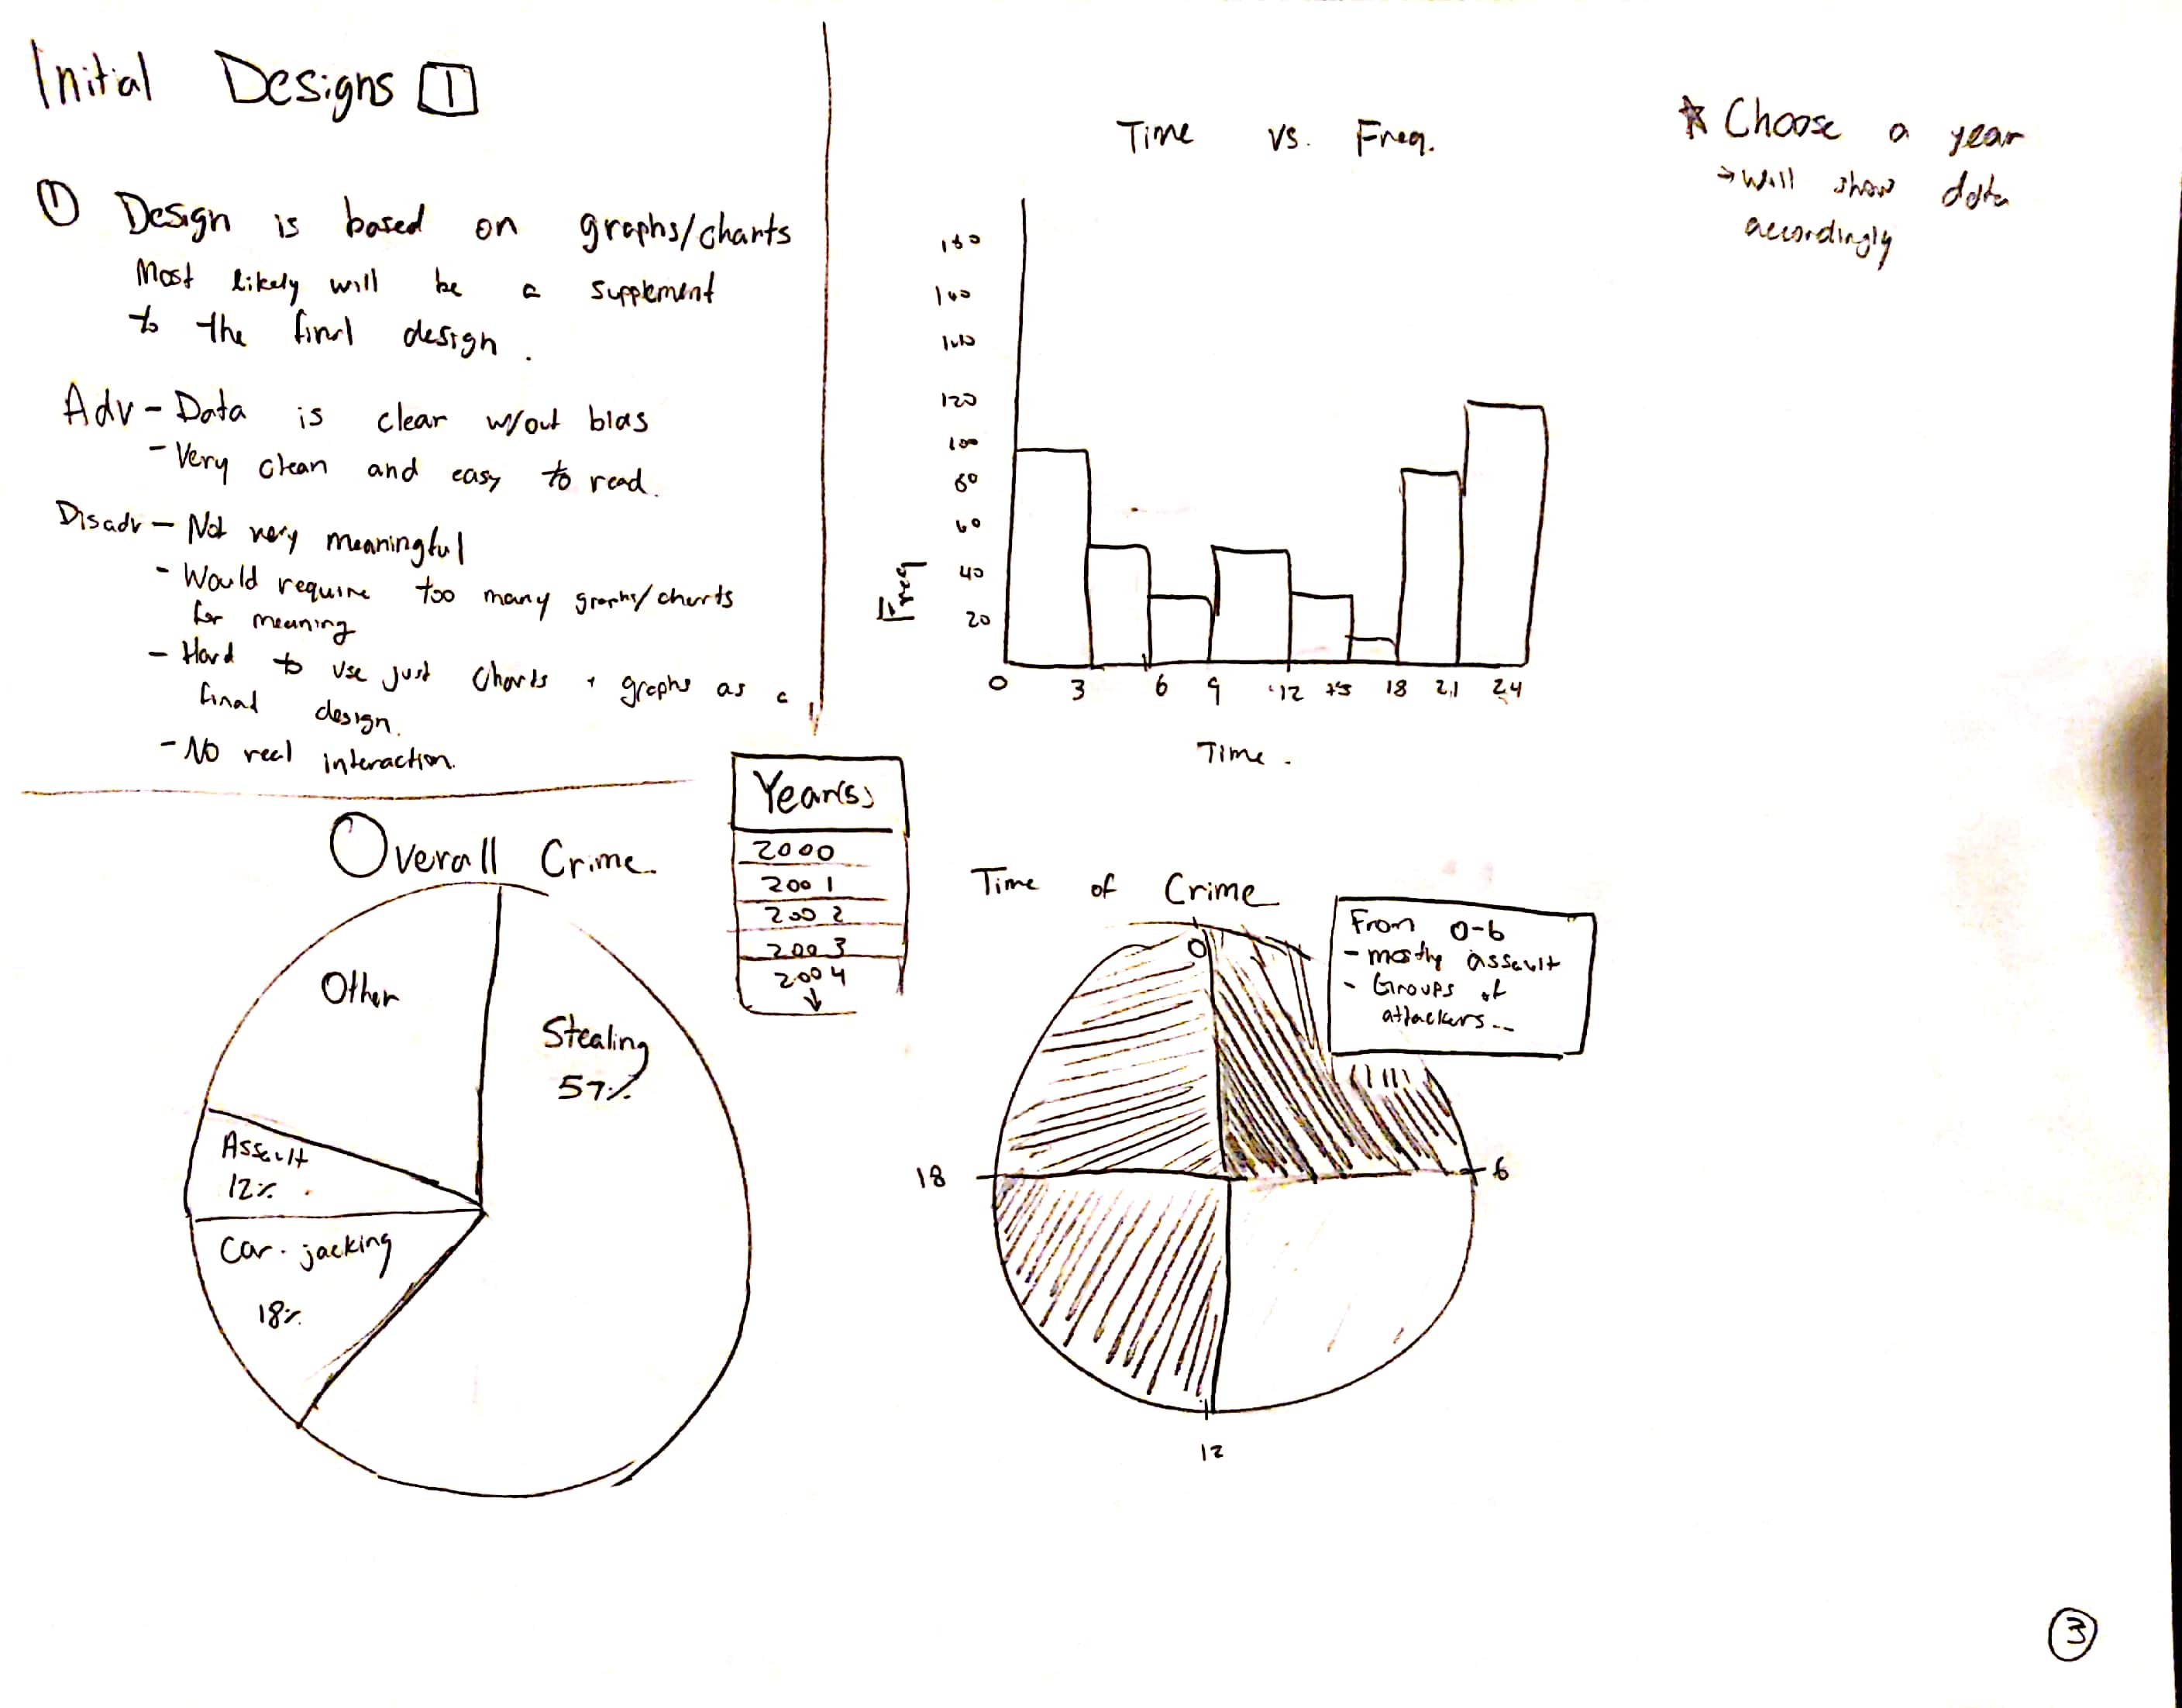 Initial Designs 1
① Design is based on graphs/charts
Most likely will be a supplement
to the final design.
Adv - Data is clear w/out bias
- Very clean and easy to read.
Disadv - Not very meaningful
- Would require too many graphs/charts
for meaning
- Hard to use just charts + graphs as a
final design.
- No real interaction.
Time vs. Freq.
180
160
140
120
100
80
60
40
20
Freq
0 3 6 9 12 15 18 21 24
Time.
* Choose a year
→ Will show data
accordingly
Year(s)
2000
2001
2002
2003
2004
↓
Overall Crime
Other
Stealing
57%
Assault
12%
Car-jacking
18%
Time of Crime
From 0-6
- mostly assault
- Groups of
attackers...
0
18
6
12
3